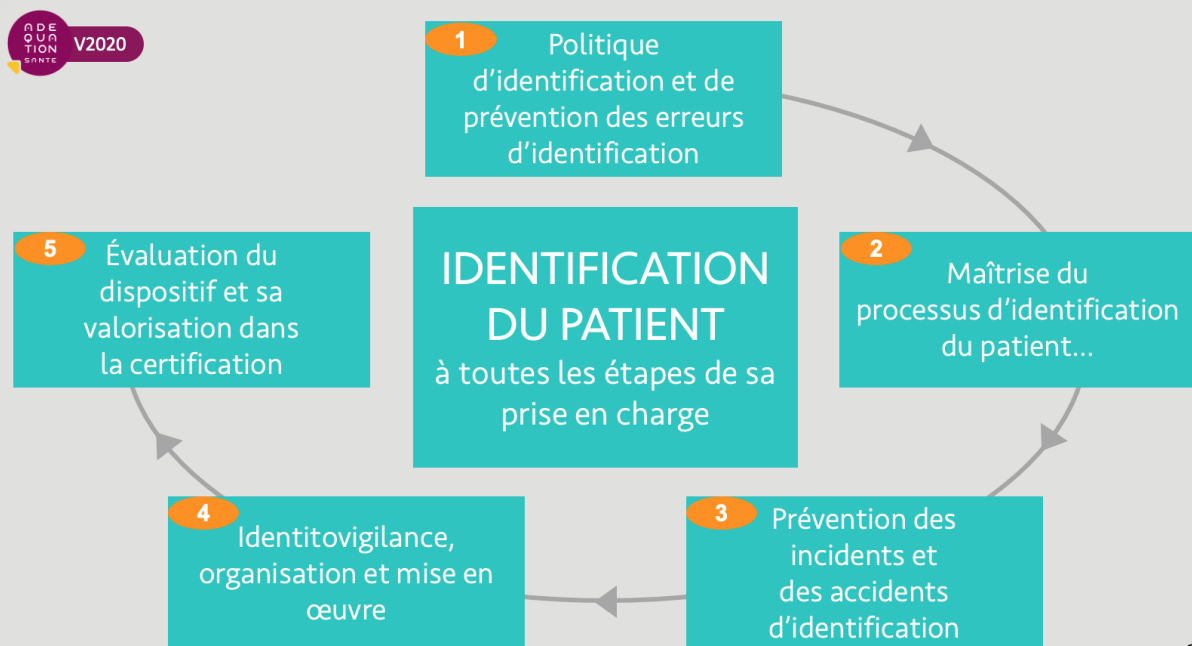 ADE
QUA
TION
SANTE
V2020
1
Politique
d’identification et de
prévention des erreurs
d’identification
IDENTIFICATION
DU PATIENT
à toutes les étapes de sa
prise en charge
2
Maîtrise du
processus d’identification
du patient...
3
Prévention des
incidents et
des accidents
d’identification
4
Identitovigilance,
organisation et mise en
œuvre
5
Évaluation du
dispositif et sa
valorisation dans
la certification